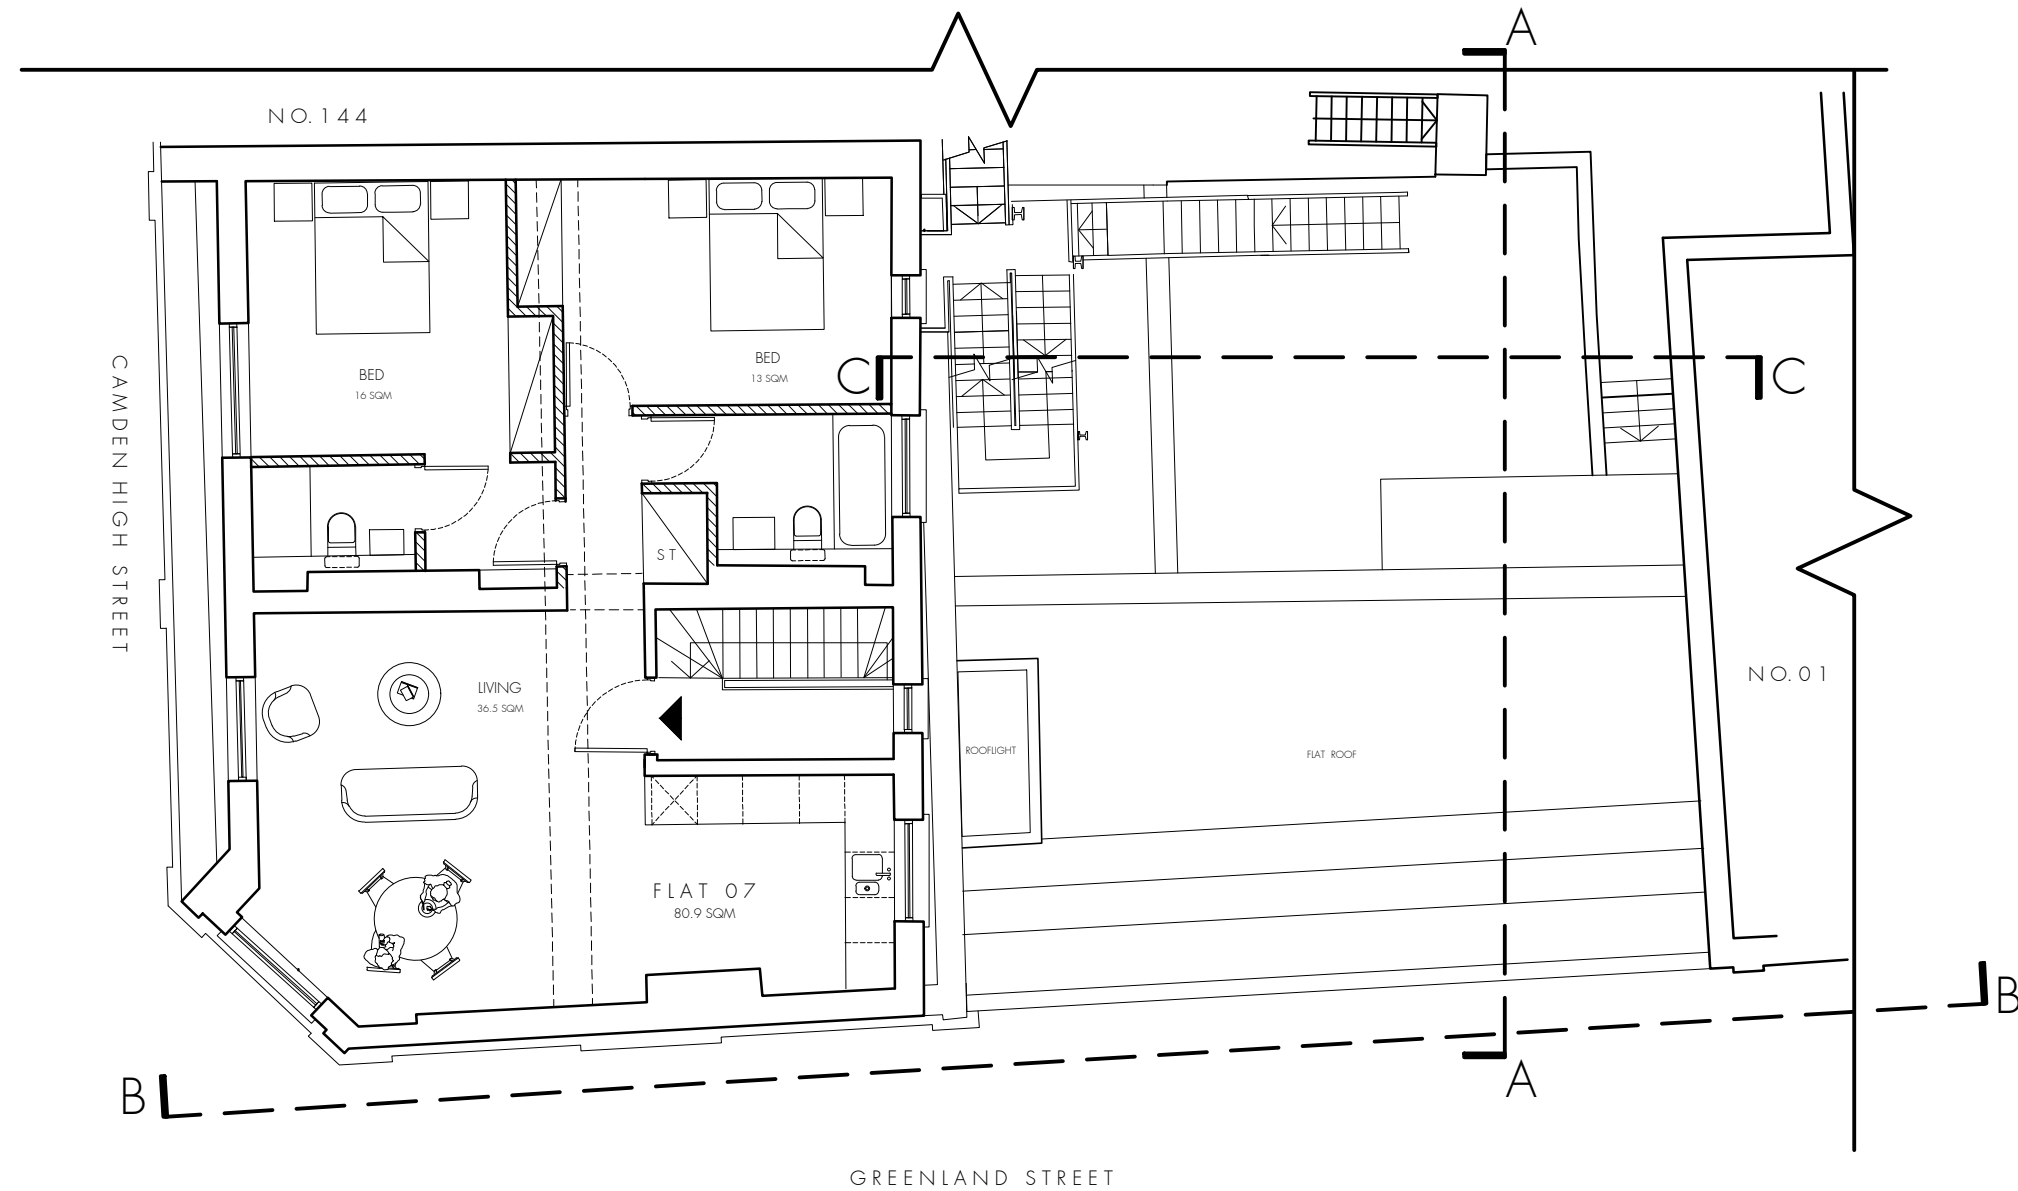 A
NO. 144
BED
16 SQM
BED
13 SQM
C
C
CAMDEN HIGH STREET
ST
LIVING
36.5 SQM
NO. 01
ROOFLIGHT
FLAT ROOF
FLAT 07
80.9 SQM
B
B
A
GREENLAND STREET